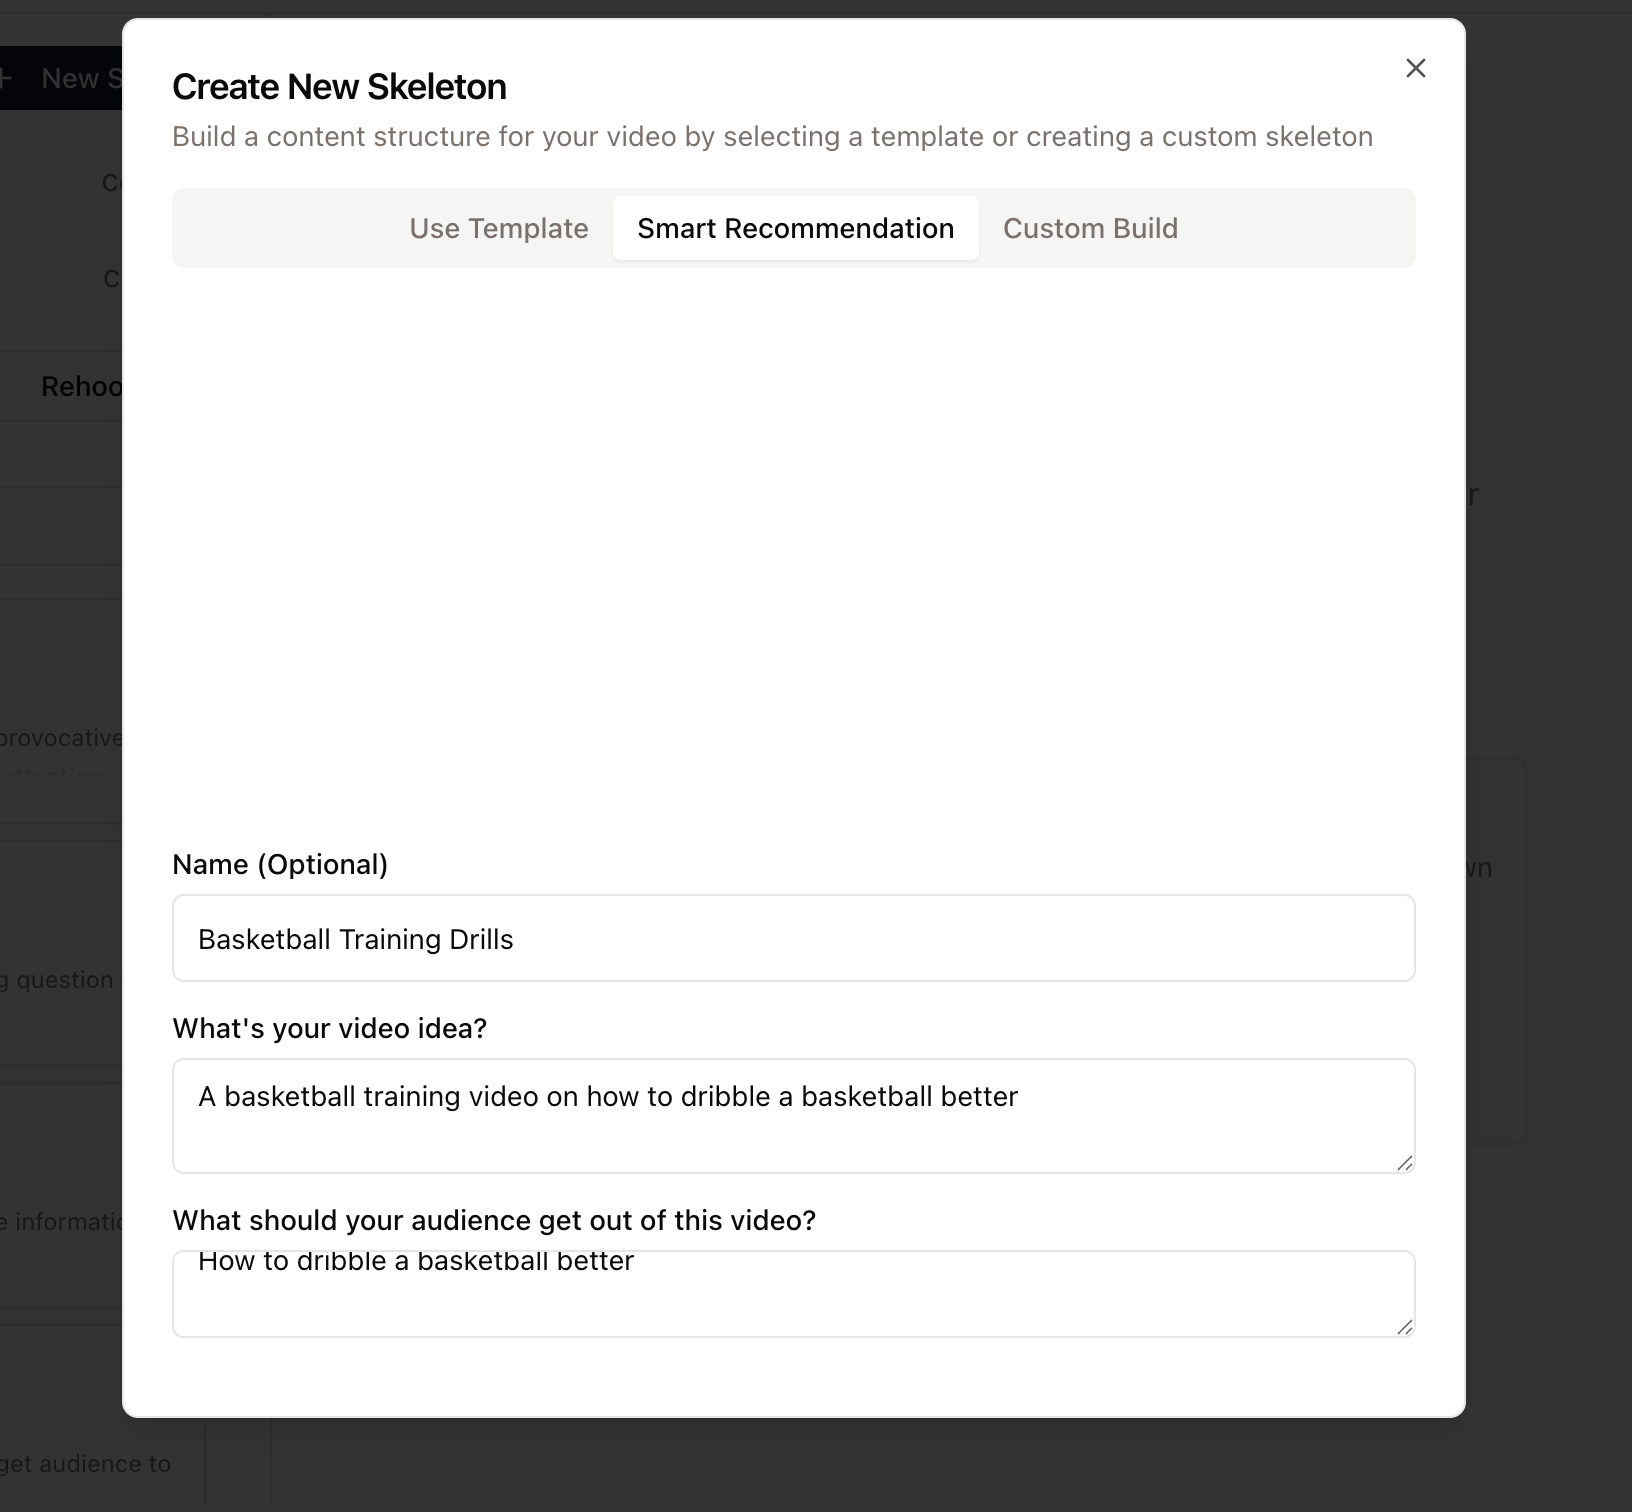 New S
Create New Skeleton
Build a content structure for your video by selecting a template or creating a custom skeleton
Use Template
Smart Recommendation
Custom Build
Rehoo
r
provocative
attention
Name (Optional)
wn
Basketball Training Drills
g question
What's your video idea?
A basketball training video on how to dribble a basketball better
What should your audience get out of this video?
e informatio
How to dribble a basketball better
get audience to